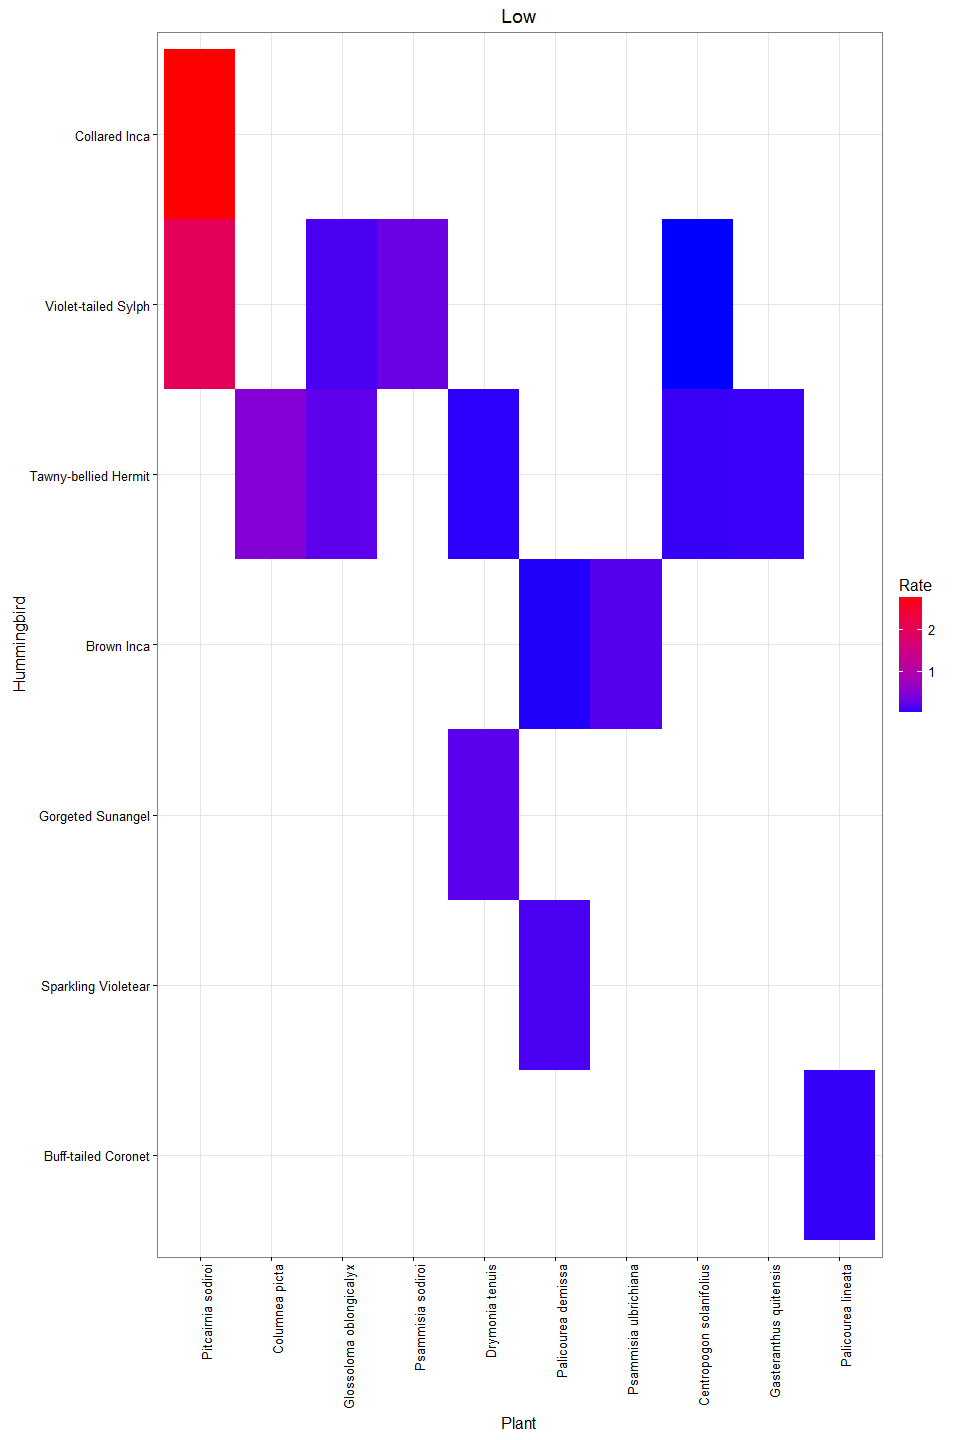 Low
Hummingbird
Collared Inca
Violet-tailed Sylph
Tawny-bellied Hermit
Brown Inca
Gorgeted Sunangel
Sparkling Violetear
Buff-tailed Coronet
Rate
2
1
Pitcairnia sodiroi
Columnea picta
Glossoloma oblongicalyx
Psammisia sodiroi
Drymonia tenuis
Palicourea demissa
Psammisia ulbrichiana
Centropogon solanifolius
Gasteranthus quitensis
Palicourea lineata
Plant